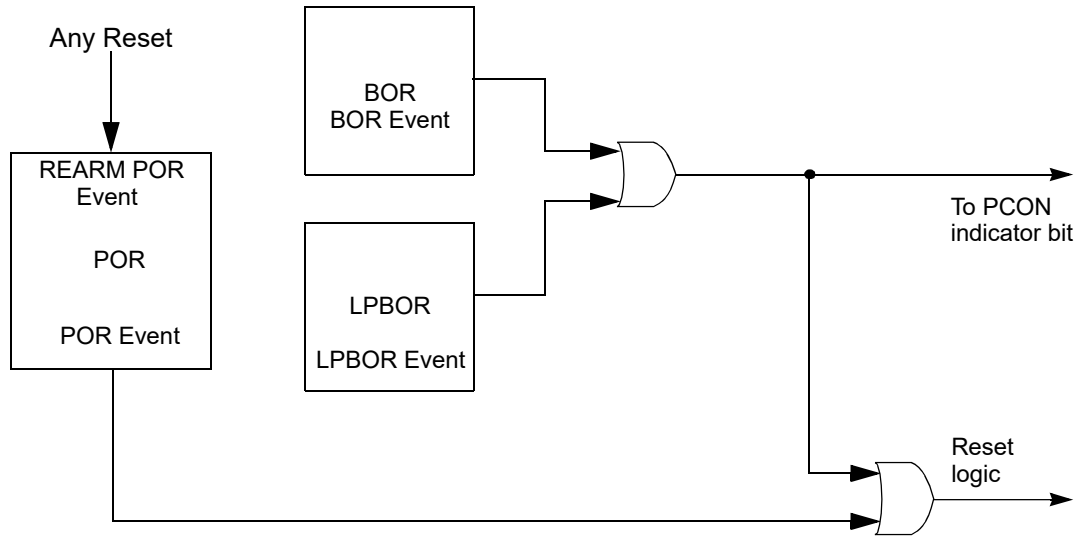 Any Reset
REARM POR
Event
POR
POR Event
BOR
BOR Event
LPBOR
LPBOR Event
To PCON
indicator bit
Reset
logic